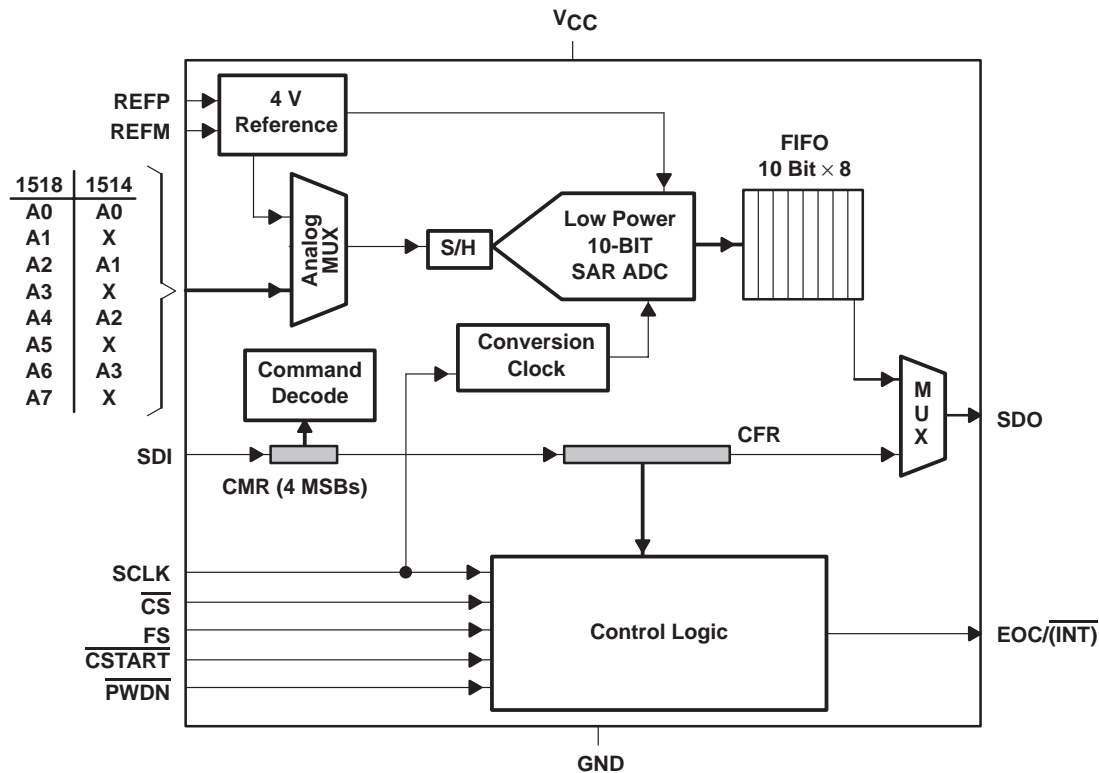 VCC
REFP
REFM
4 V
Reference
FIFO
10 Bit × 8
1518 1514
A0 A0
A1 X
A2 A1
A3 X
A4 A2
A5 X
A6 A3
A7 X
Analog
MUX
S/H
Low Power
10-BIT
SAR ADC
Conversion
Clock
Command
Decode
MUX
SDO
SDI
CMR (4 MSBs)
CFR
SCLK
CS
FS
CSTART
PWDN
Control Logic
EOC/(INT)
GND